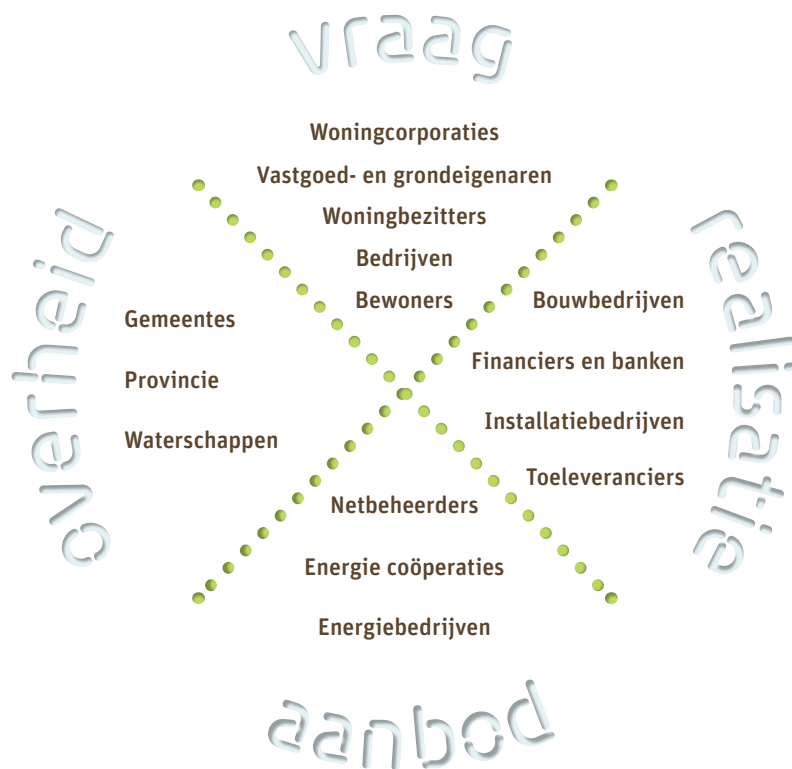 vraag
Woningcorporaties
Vastgoed- en grondeigenaren
Woningbezitters
Bedrijven
Bewoners
overheid
Gemeentes
Provincie
Waterschappen
realisatie
Bouwbedrijven
Financiers en banken
Installatiebedrijven
Toeleveranciers
Netbeheerders
Energie coöperaties
Energiebedrijven
aanbod